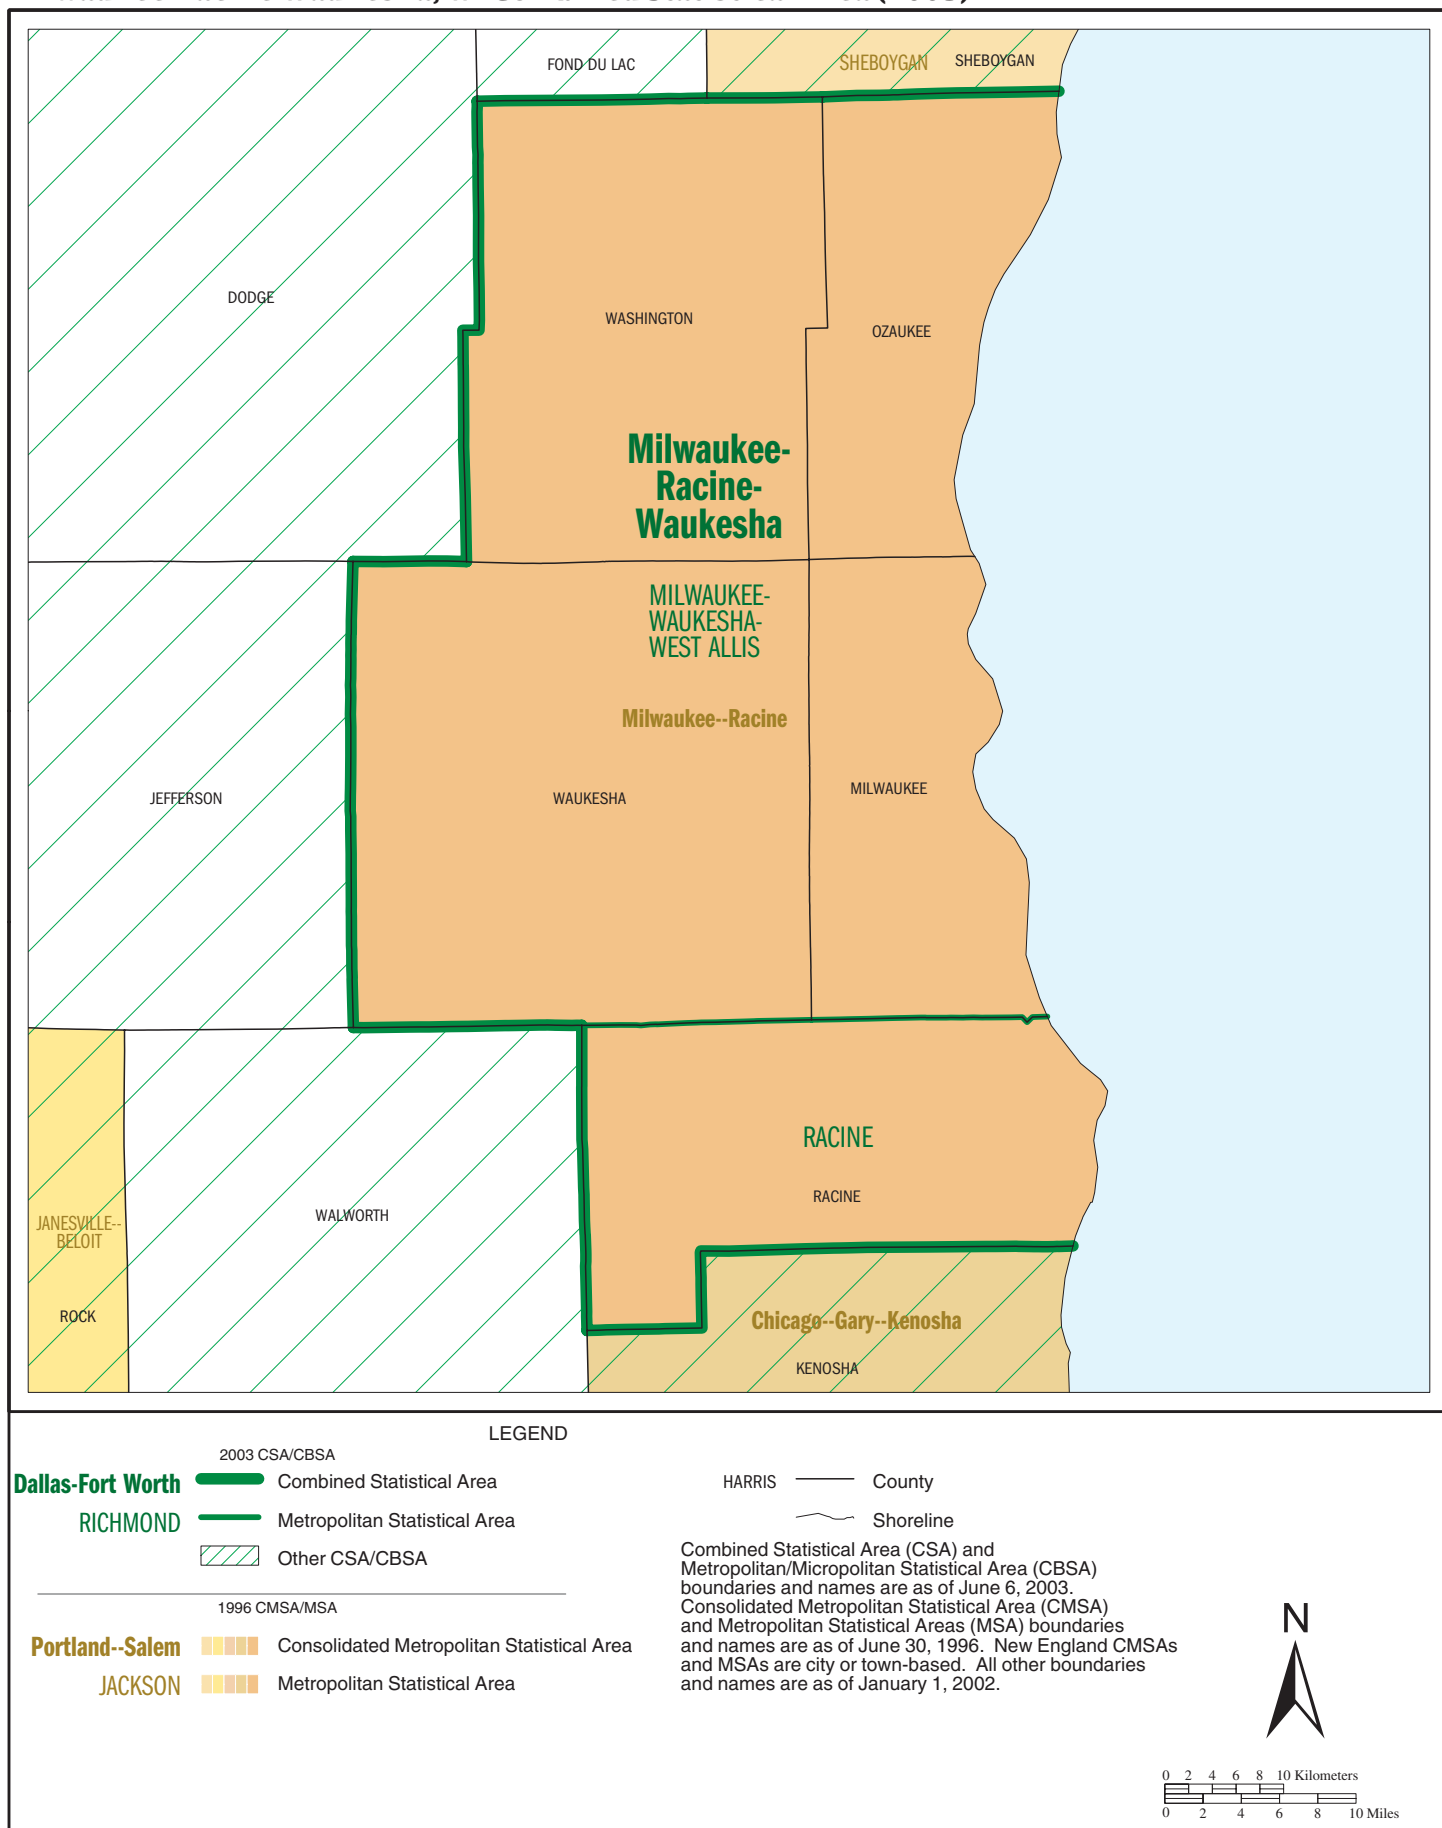 FOND DU LAC
SHEBOYGAN
SHEBOYGAN
DODGE
WASHINGTON
OZAUKEE
Milwaukee-
Racine-
Waukesha
MILWAUKEE-
WAUKESHA-
WEST ALLIS
Milwaukee--Racine
JEFFERSON
WAUKESHA
MILWAUKEE
RACINE
RACINE
WALWORTH
JANESVILLE--
BELOIT
ROCK
Chicago--Gary--Kenosha
KENOSHA
LEGEND
2003 CSA/CBSA
Dallas-Fort Worth
Combined Statistical Area
RICHMOND
Metropolitan Statistical Area
Other CSA/CBSA
1996 CMSA/MSA
Portland--Salem
Consolidated Metropolitan Statistical Area
JACKSON
Metropolitan Statistical Area
HARRIS
County
Shoreline
Combined Statistical Area (CSA) and
Metropolitan/Micropolitan Statistical Area (CBSA)
boundaries and names are as of June 6, 2003.
Consolidated Metropolitan Statistical Area (CMSA)
and Metropolitan Statistical Areas (MSA) boundaries
and names are as of June 30, 1996. New England CMSAs
and MSAs are city or town-based. All other boundaries
and names are as of January 1, 2002.
N
0 2 4 6 8 10 Kilometers
0 2 4 6 8 10 Miles